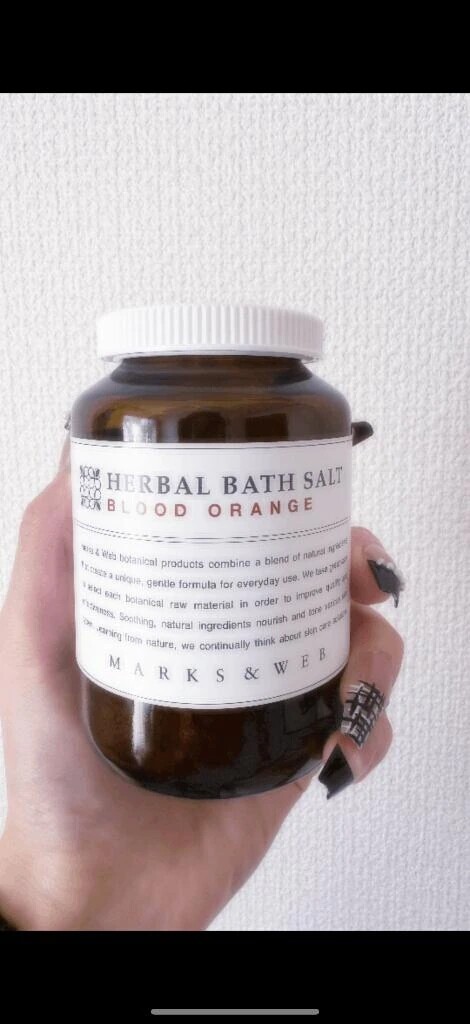 HERBAL BATH SALT
BLOOD ORANGE
& Web botanical products combine a blend of natural
create a unique, gentle formula for everyday use. We take great
select each botanical raw material in order to improve quality and
Soothing, natural ingredients nourish and tone
learning from nature, we continually think about skin care
MARKS & WEB